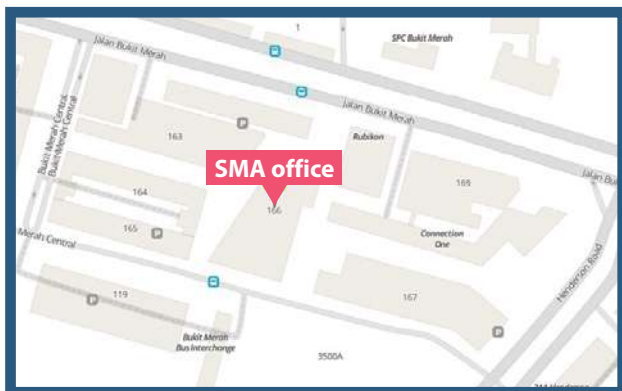 1
SPC Bukit Merah
Jalan Bukit Merah
Jalan Bukit Merah
P
Rubikon
163
Bukit Merah Central
Bukit Merah Central
SMA office
169
164
166
Jalan Bu
165
P
Connection
One
Merah Central
Henderson Road
119
P
167
P
Bukit Merah
Bus Interchange
3500A